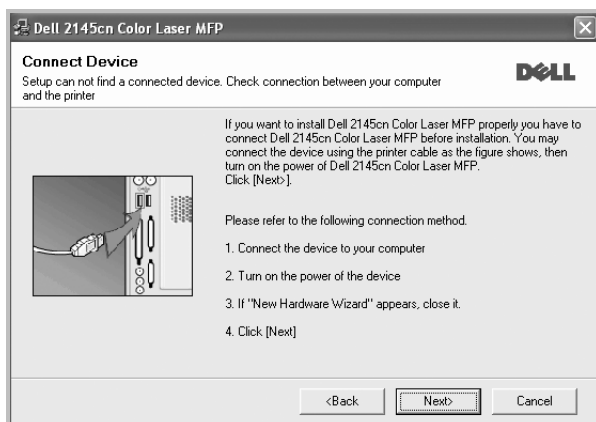 Dell 2145cn Color Laser MFP
Connect Device
Setup can not find a connected device. Check connection between your computer
and the printer
DELL
If you want to install Dell 2145cn Color Laser MFP properly you have to
connect Dell 2145cn Color Laser MFP before installation. You may
connect the device using the printer cable as the figure shows, then
turn on the power of Dell 2145cn Color Laser MFP.
Click [Next>].
Please refer to the following connection method.
1. Connect the device to your computer
2. Turn on the power of the device
3. If "New Hardware Wizard" appears, close it.
4. Click [Next]
<Back
Next>
Cancel